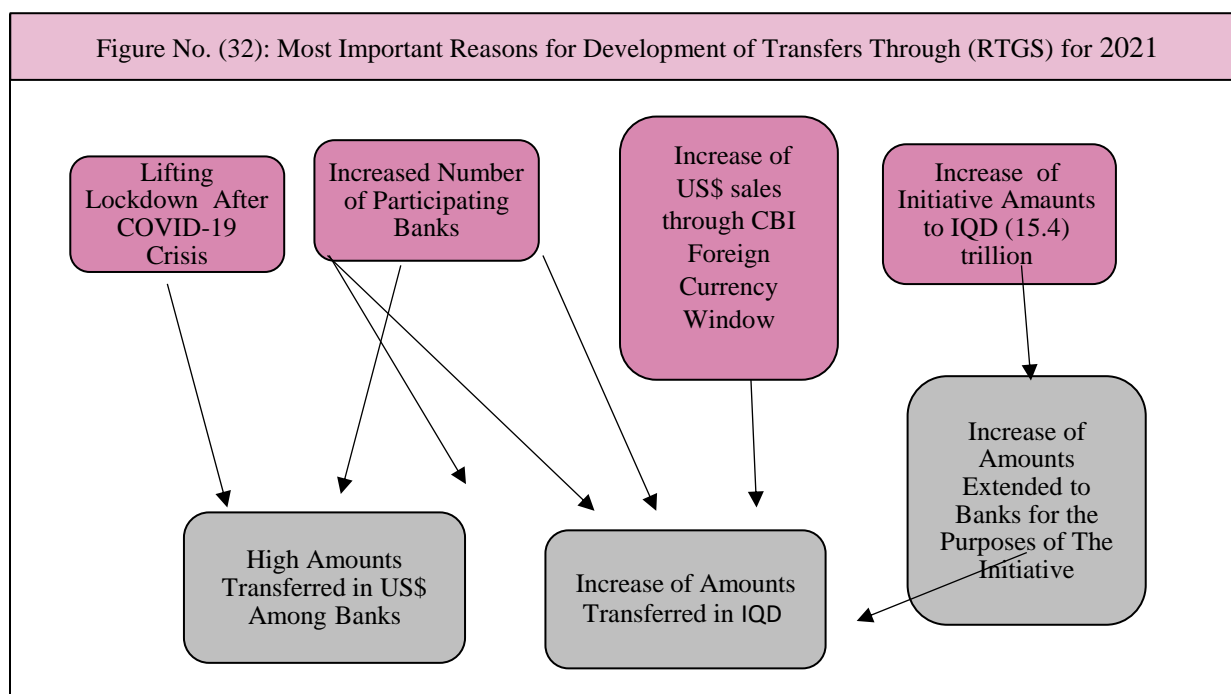 Figure No. (32): Most Important Reasons for Development of Transfers Through (RTGS) for 2021
Lifting
Lockdown After
COVID-19
Crisis
Increased Number
of Participating
Banks
Increase of
US$ sales
through CBI
Foreign
Currency
Window
Increase of
Initiative Amaunts
to IQD (15.4)
trillion
High Amounts
Transferred in US$
Among Banks
Increase of Amounts
Transferred in IQD
Increase of
Amounts
Extended to
Banks for the
Purposes of The
Initiative